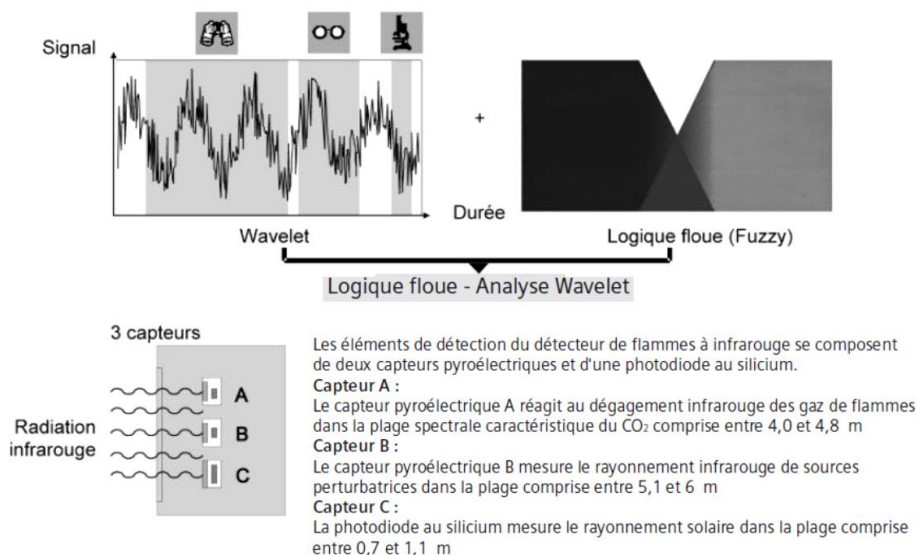 Signal
+
Durée
Wavelet
Logique floue (Fuzzy)
Logique floue - Analyse Wavelet
3 capteurs
A
B
C
Radiation
infrarouge
Les éléments de détection du détecteur de flammes à infrarouge se composent
de deux capteurs pyroélectriques et d'une photodiode au silicium.
Capteur A :
Le capteur pyroélectrique A réagit au dégagement infrarouge des gaz de flammes
dans la plage spectrale caractéristique du CO₂ comprise entre 4,0 et 4,8 m
Capteur B :
Le capteur pyroélectrique B mesure le rayonnement infrarouge de sources
perturbatrices dans la plage comprise entre 5,1 et 6 m
Capteur C :
La photodiode au silicium mesure le rayonnement solaire dans la plage comprise
entre 0,7 et 1,1 m